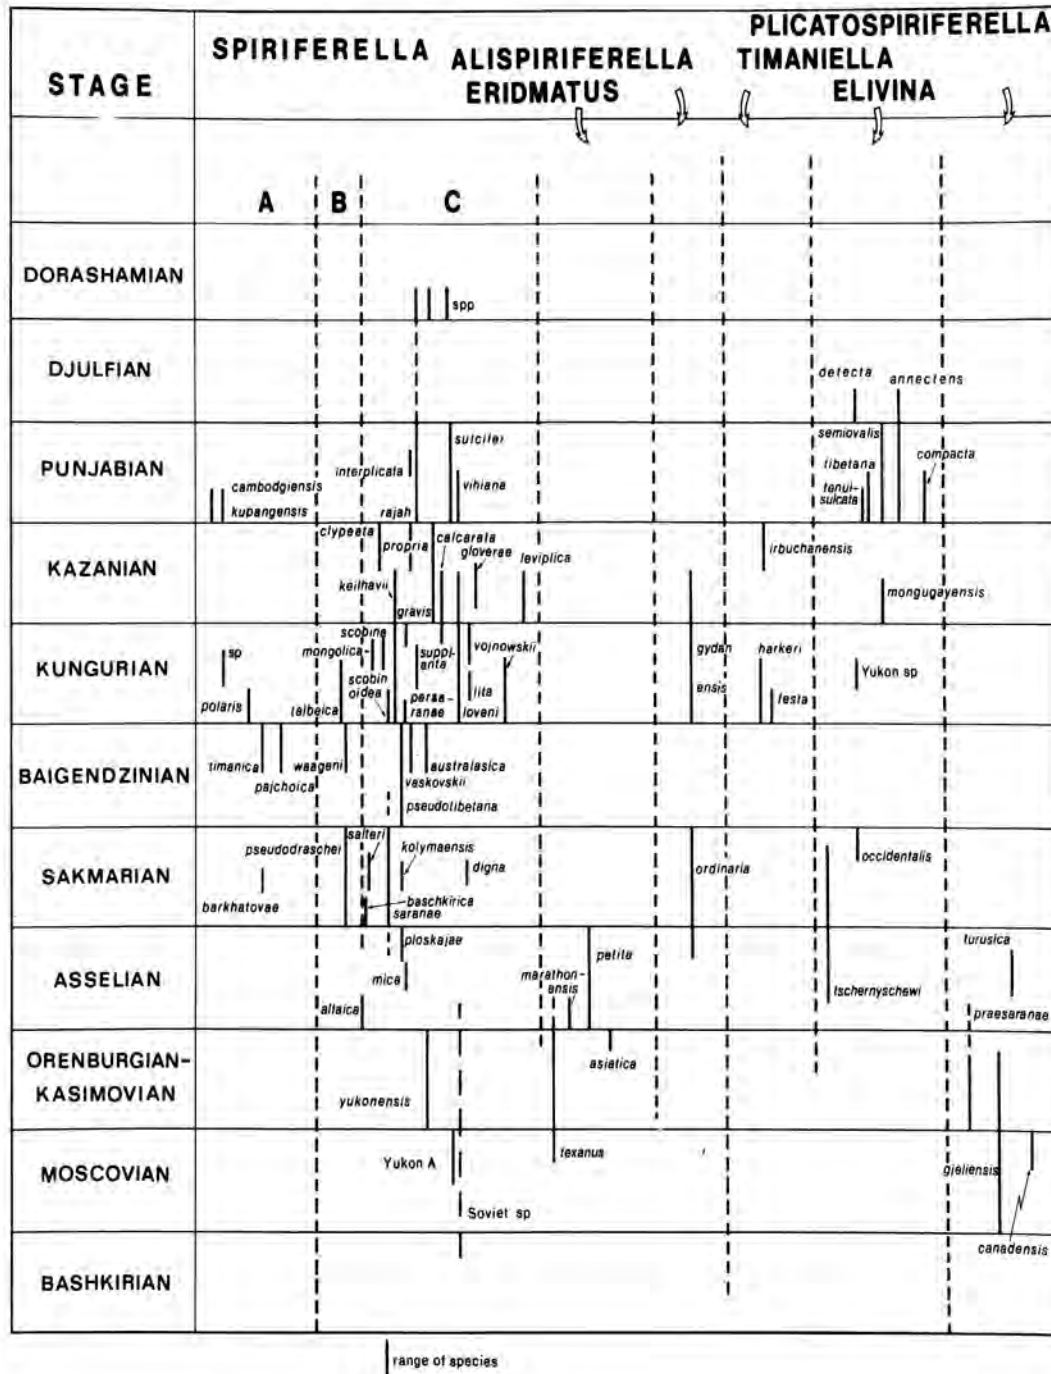 PLICATOSPIRIFERELLA
SPIRIFERELLA
ALISPIRIFERELLA
TIMANIELLA
STAGE
ERIDMATUS
ELIVINA
A
B
C
DORASHAMIAN
spp
DJULFIAN
detecta
annectens
PUNJABIAN
sulcifer
semiovalis
interplicata
tibetana
compacta
cambodgiensis
vihiana
tenui-
sulcata
kupangensis
rajah
KAZANIAN
clypeata
propria
calcarata
gloverae
leviplica
irbuchanensis
keilhavii
gravis
mongugayensis
KUNGURIAN
sp
scobina
mongolica
suppl-
anta
vojnowskii
gydan
ensis
harkeri
Yukon sp
scobin
oidea
polaris
talbeica
persa-
ranae
lita
loveni
festa
BAIGENDZINIAN
timanica
waageni
australasica
pajchoica
vaskovskii
pseudotibetana
SAKMARIAN
pseudodraschei
salteri
kolymaensis
digna
ordinaria
occidentalis
barkhatovae
baschkirica
saranae
ASSELIAN
ploskajae
petita
turusica
mica
marathon-
ensis
altaica
tschernyschewi
praesaranae
ORENBURGIAN-
KASIMOVIAN
asiatica
yukonensis
MOSCOVIAN
Yukon A
texanus
gjeliensis
Soviet sp
canadensis
BASHKIRIAN
range of species